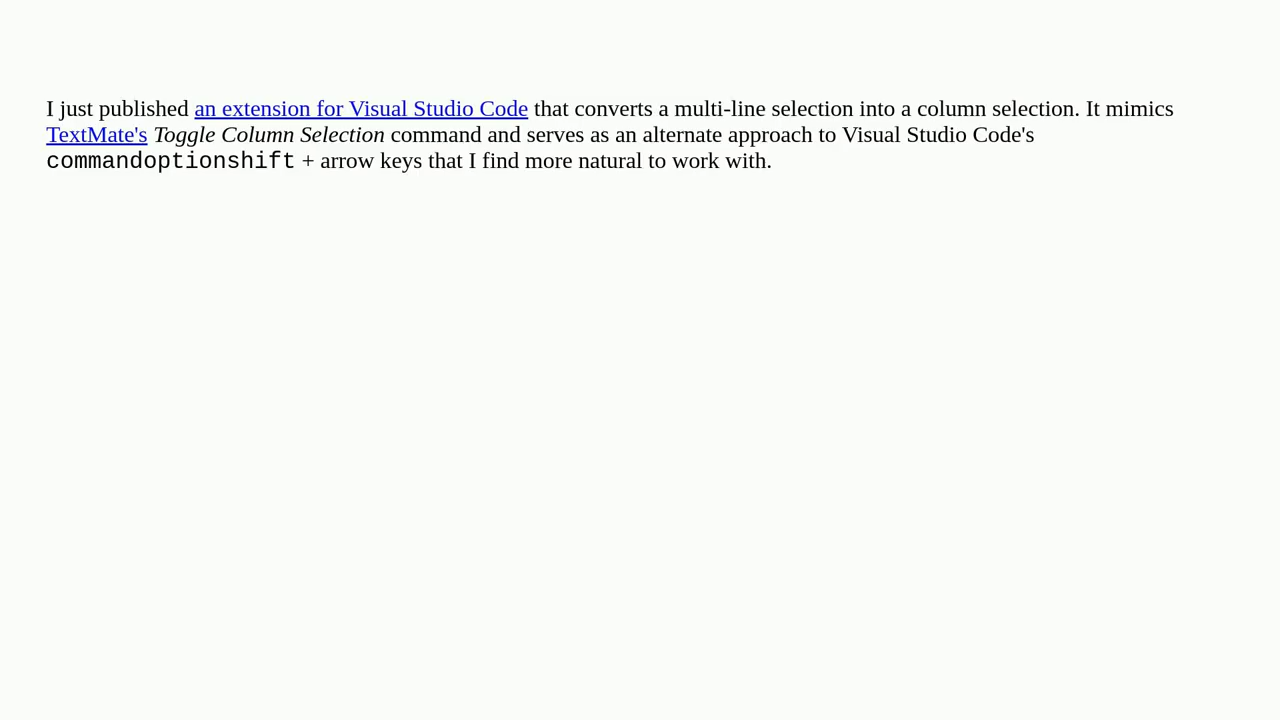 I just published an extension for Visual Studio Code that converts a multi-line selection into a column selection. It mimics
TextMate's Toggle Column Selection command and serves as an alternate approach to Visual Studio Code's
commandoptionshift + arrow keys that I find more natural to work with.